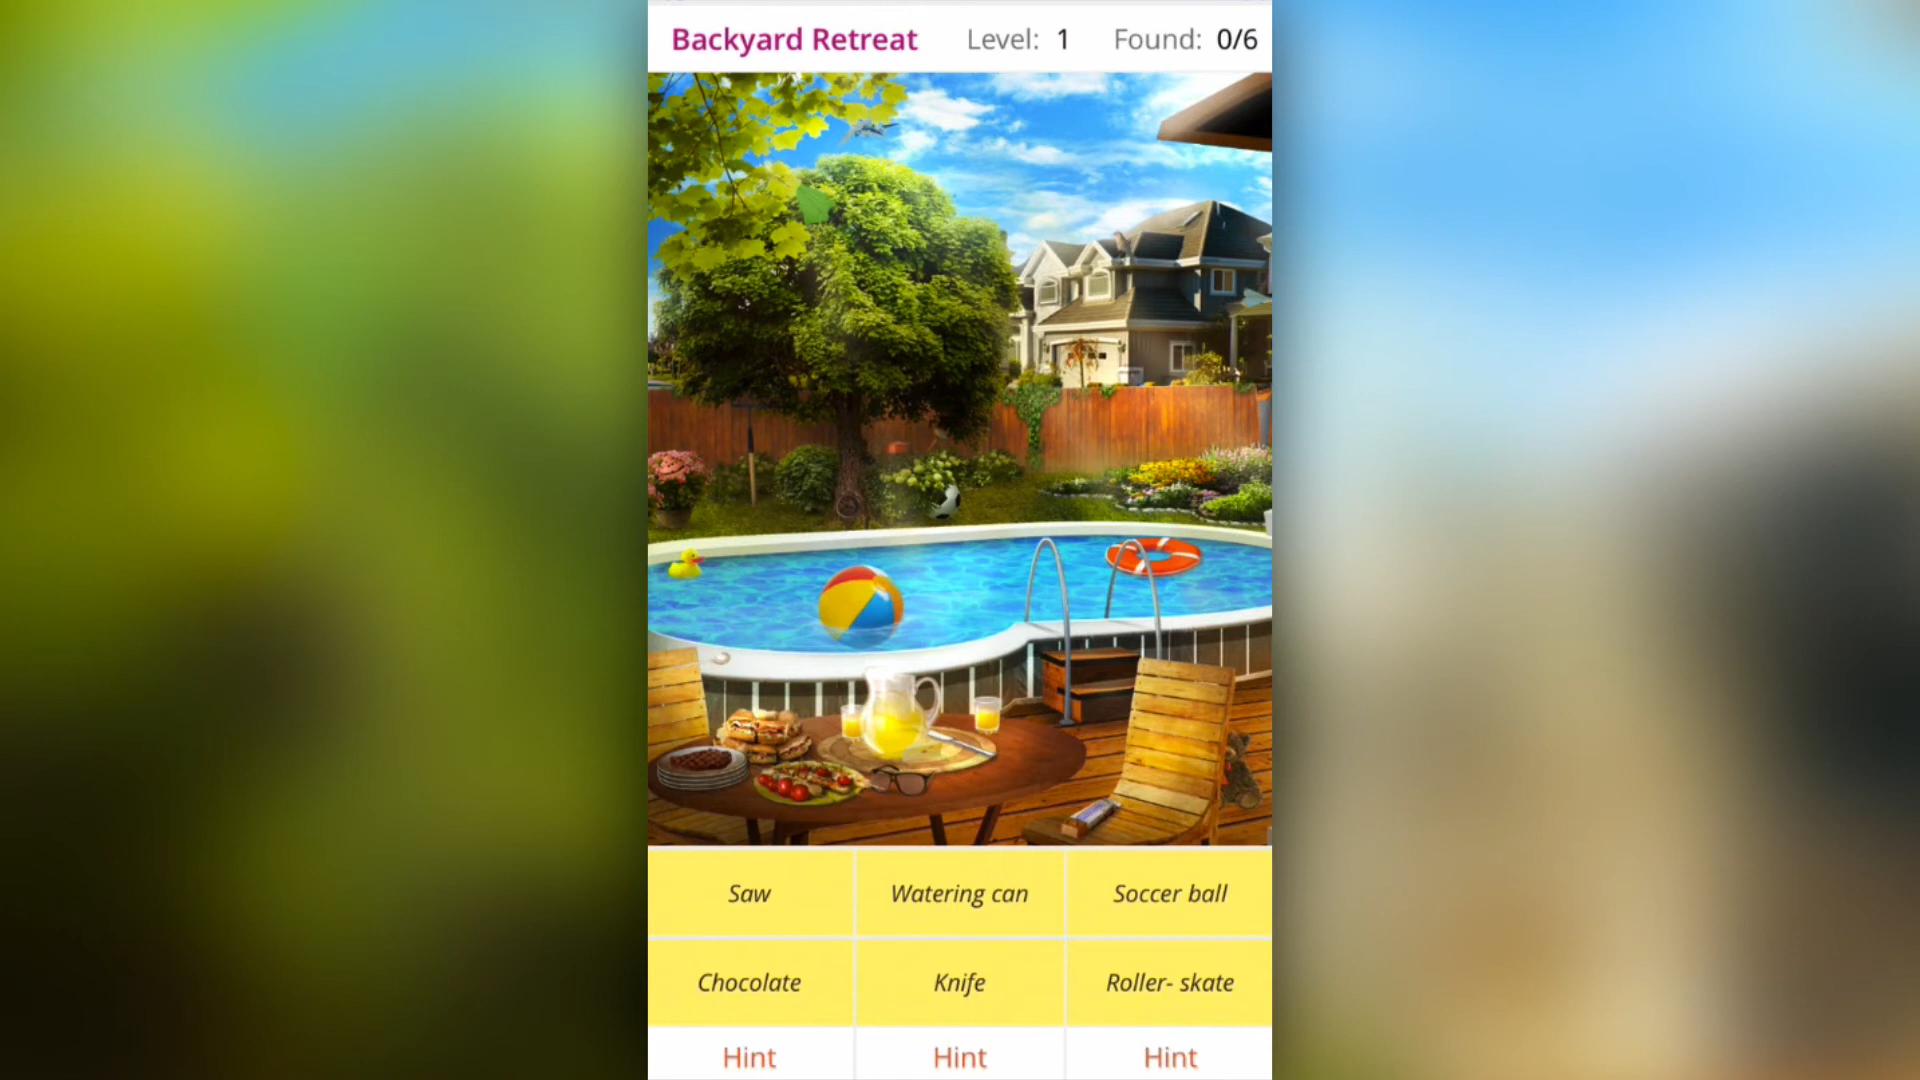 Backyard Retreat Level: 1 Found: 0/6
Saw Watering can Soccer ball
Chocolate Knife Roller- skate
Hint Hint Hint